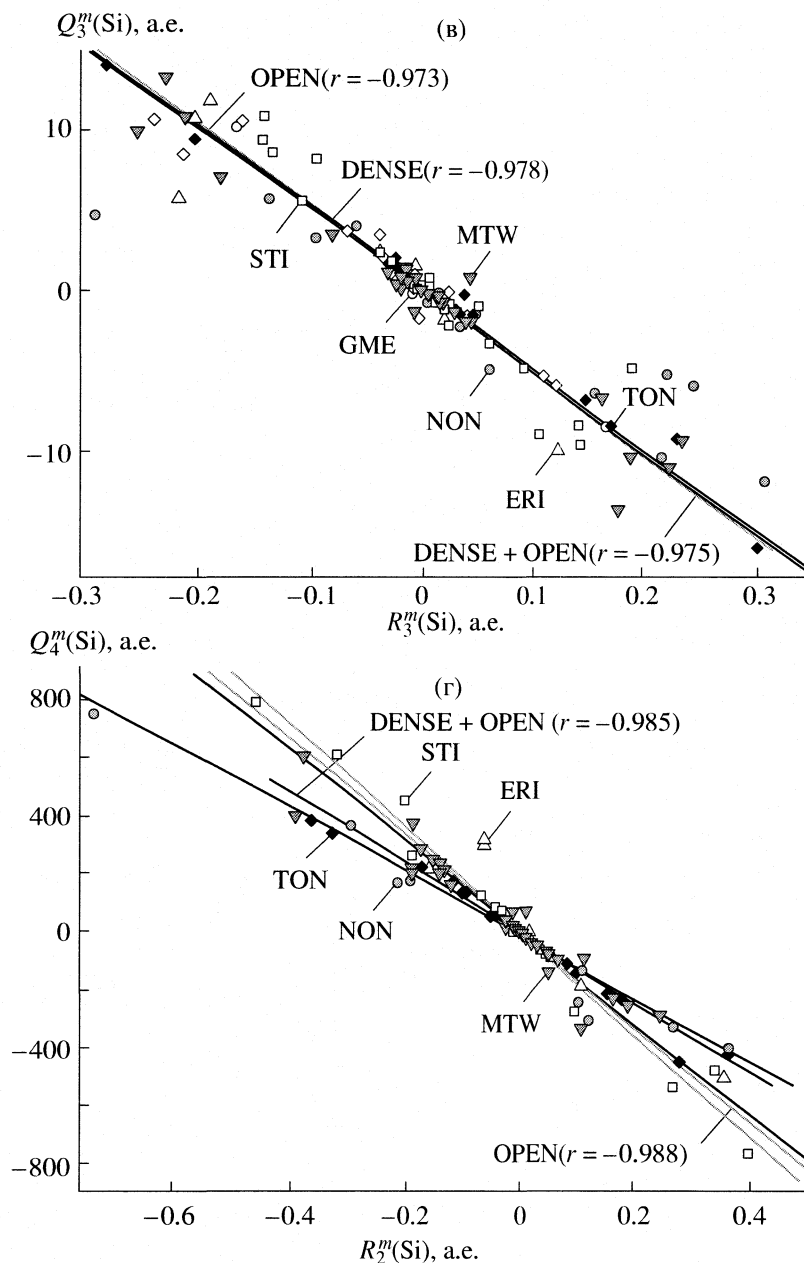 Q₃ᵐ(Si), а.е.
(в)
10
0
−10
OPEN(r = −0.973)
DENSE(r = −0.978)
STI
MTW
GME
NON
TON
ERI
DENSE + OPEN(r = −0.975)
−0.3 −0.2 −0.1 0 0.1 0.2 0.3
R₃ᵐ(Si), а.е.
Q₄ᵐ(Si), а.е.
(г)
800
400
0
−400
−800
DENSE + OPEN (r = −0.985)
STI
ERI
TON
NON
MTW
OPEN(r = −0.988)
−0.6 −0.4 −0.2 0 0.2 0.4
R₂ᵐ(Si), а.е.